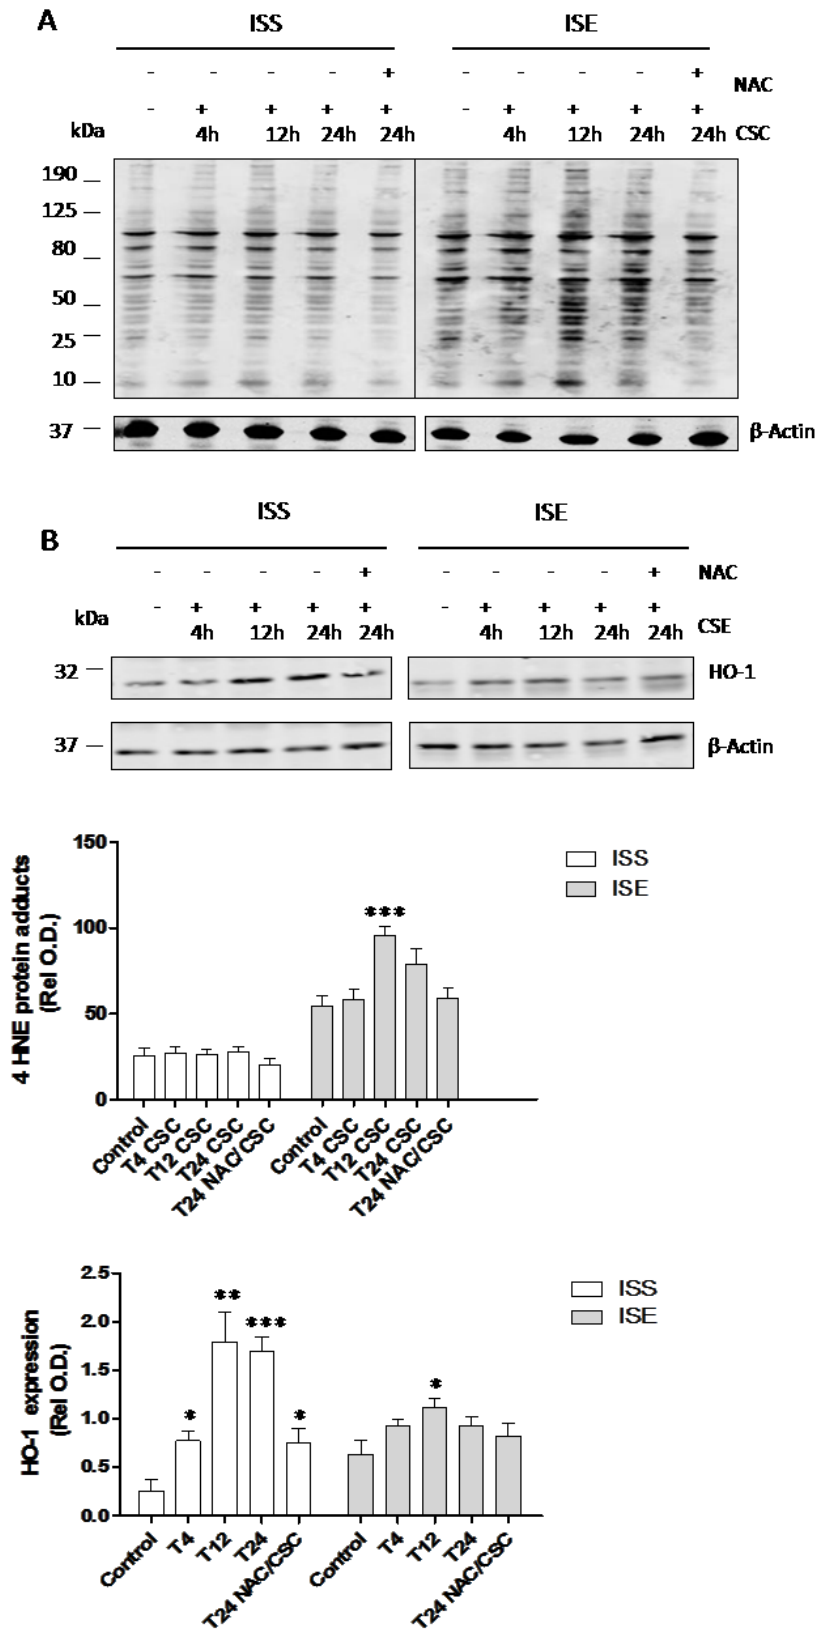 A
ISS ISE
- - - - + - - - - + NAC
- + + + + - + + + +
kDa 4h 12h 24h 24h 4h 12h 24h 24h CSC
190
125
80
50
25
10
37 β-Actin
B
ISS ISE
- - - - + - - - - + NAC
- + + + + - + + + +
kDa 4h 12h 24h 24h 4h 12h 24h 24h CSE
32 HO-1
37 β-Actin
4 HNE protein adducts
(Rel O.D.)
150
100
50
0
***
ISS
ISE
Control T4 CSC T12 CSC T24 CSC T24 NAC/CSC Control T4 CSC T12 CSC T24 CSC T24 NAC/CSC
HO-1 expression
(Rel O.D.)
2.5
2.0
1.5
1.0
0.5
0.0
* ** *** * *
ISS
ISE
Control T4 T12 T24 T24 NAC/CSC Control T4 T12 T24 T24 NAC/CSC